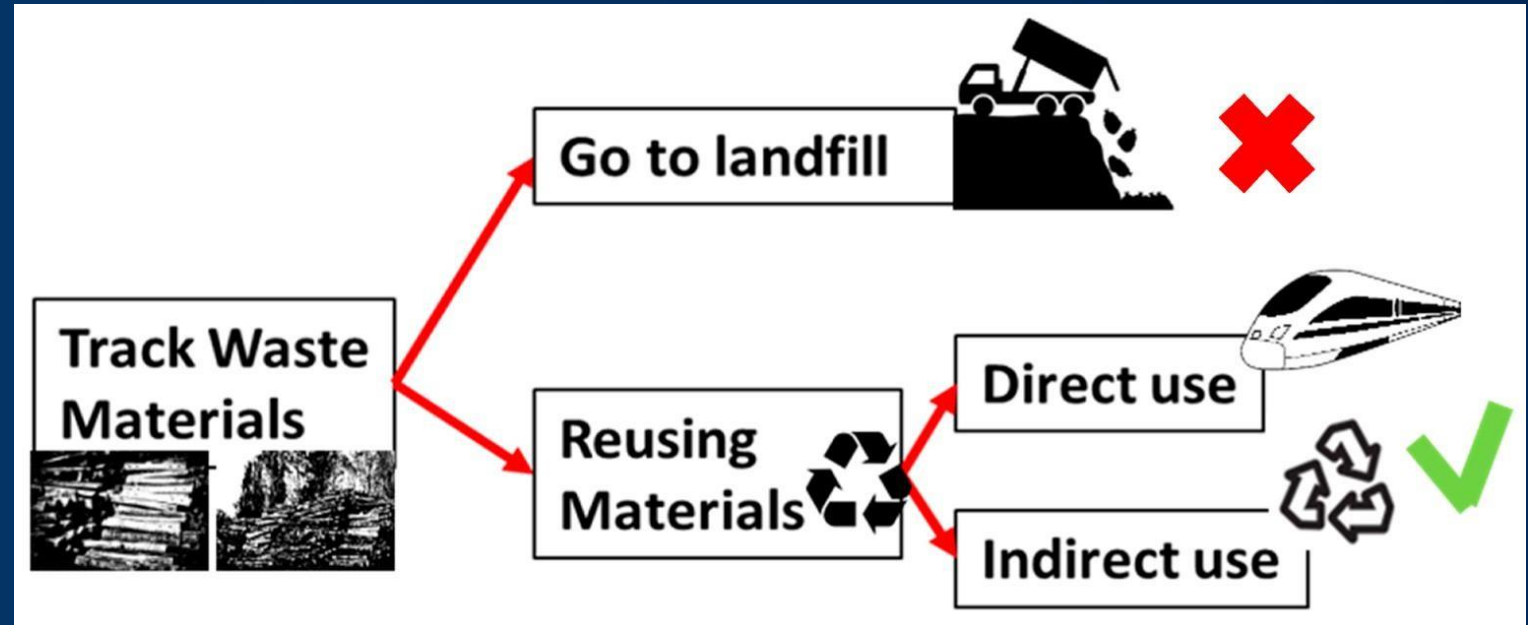 Go to landfill
Track Waste
Materials
Reusing
Materials
Direct use
Indirect use